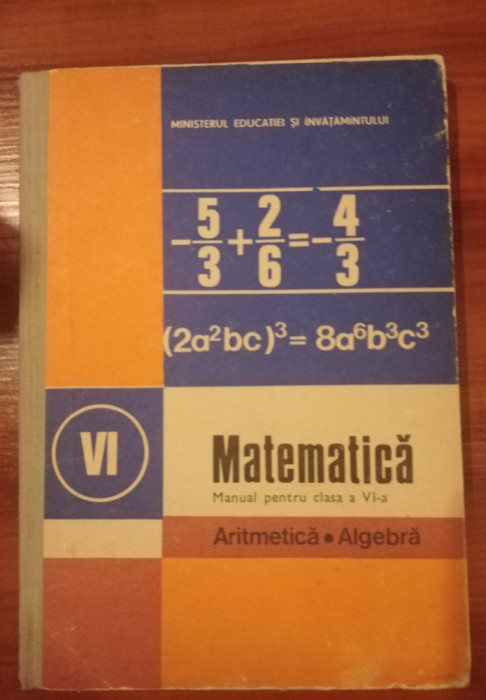 MINISTERUL EDUCAȚIEI ȘI ÎNVĂȚĂMÎNTULUI
-5/3+2/6=-4/3
(2a²bc)³=8a⁶b³c³
VI
Matematică
Manual pentru clasa a VI-a
Aritmetică • Algebră